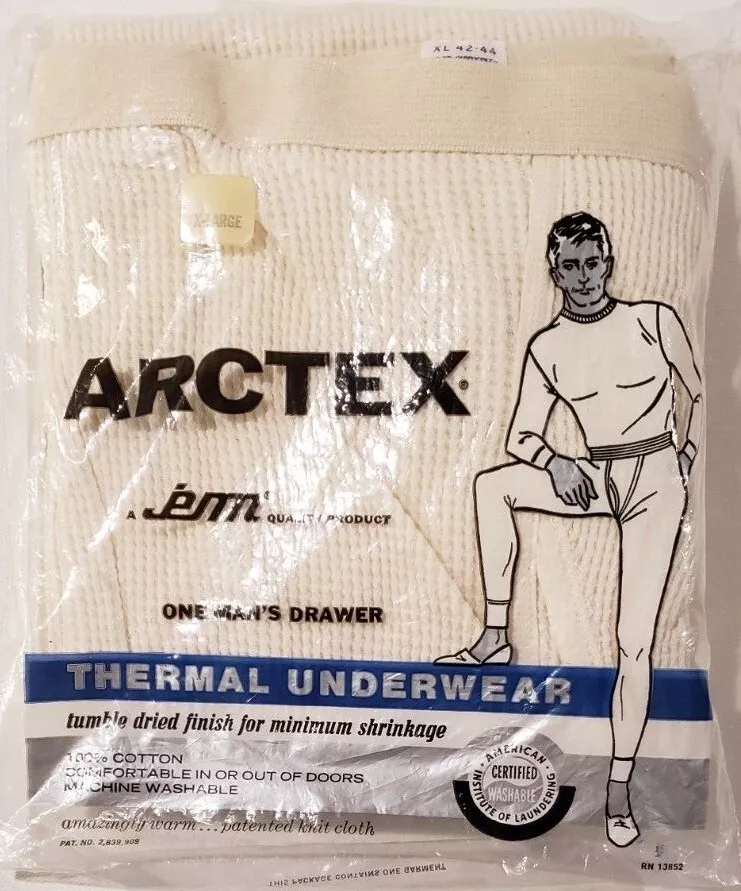 XL 42-44
X-LARGE
ARCTEX®
A jem® QUALITY PRODUCT
ONE MAN'S DRAWER
THERMAL UNDERWEAR
tumble dried finish for minimum shrinkage
100% COTTON
COMFORTABLE IN OR OUT OF DOORS
MACHINE WASHABLE
AMERICAN
CERTIFIED
WASHABLE
INSTITUTE OF LAUNDERING
amazingly warm...patented knit cloth
PAT. NO. 2,839,909
RN 13852
THIS PACKAGE CONTAINS ONE GARMENT